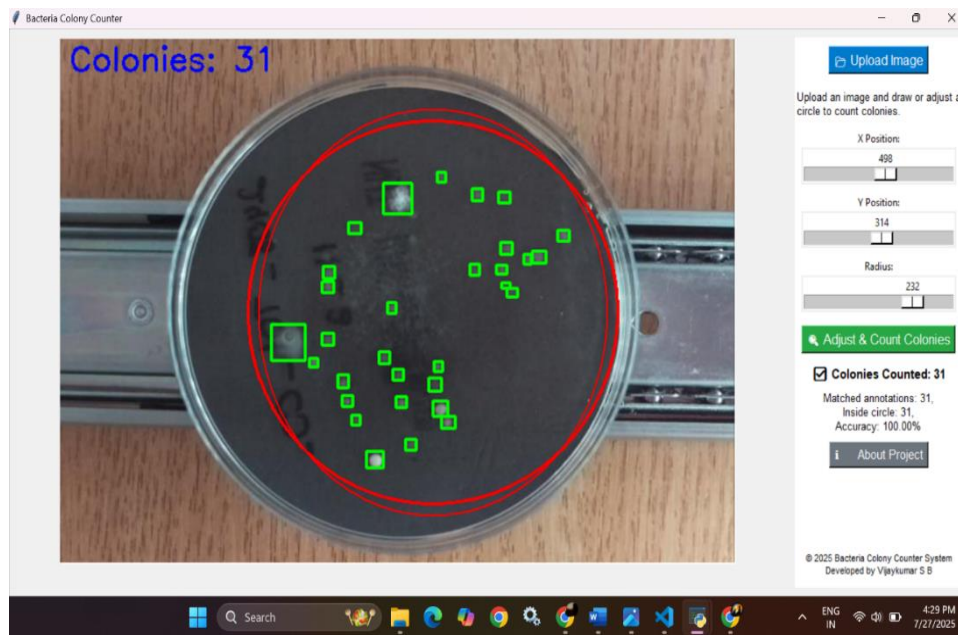 Bacteria Colony Counter
Colonies: 31
Upload Image
Upload an image and draw or adjust a
circle to count colonies.
X Position:
498
Y Position:
314
Radius:
232
Adjust & Count Colonies
Colonies Counted: 31
Matched annotations: 31,
Inside circle: 31,
Accuracy: 100.00%
i About Project
© 2025 Bacteria Colony Counter System
Developed by Vijaykumar S B
Search
ENG
IN
4:29 PM
7/27/2025